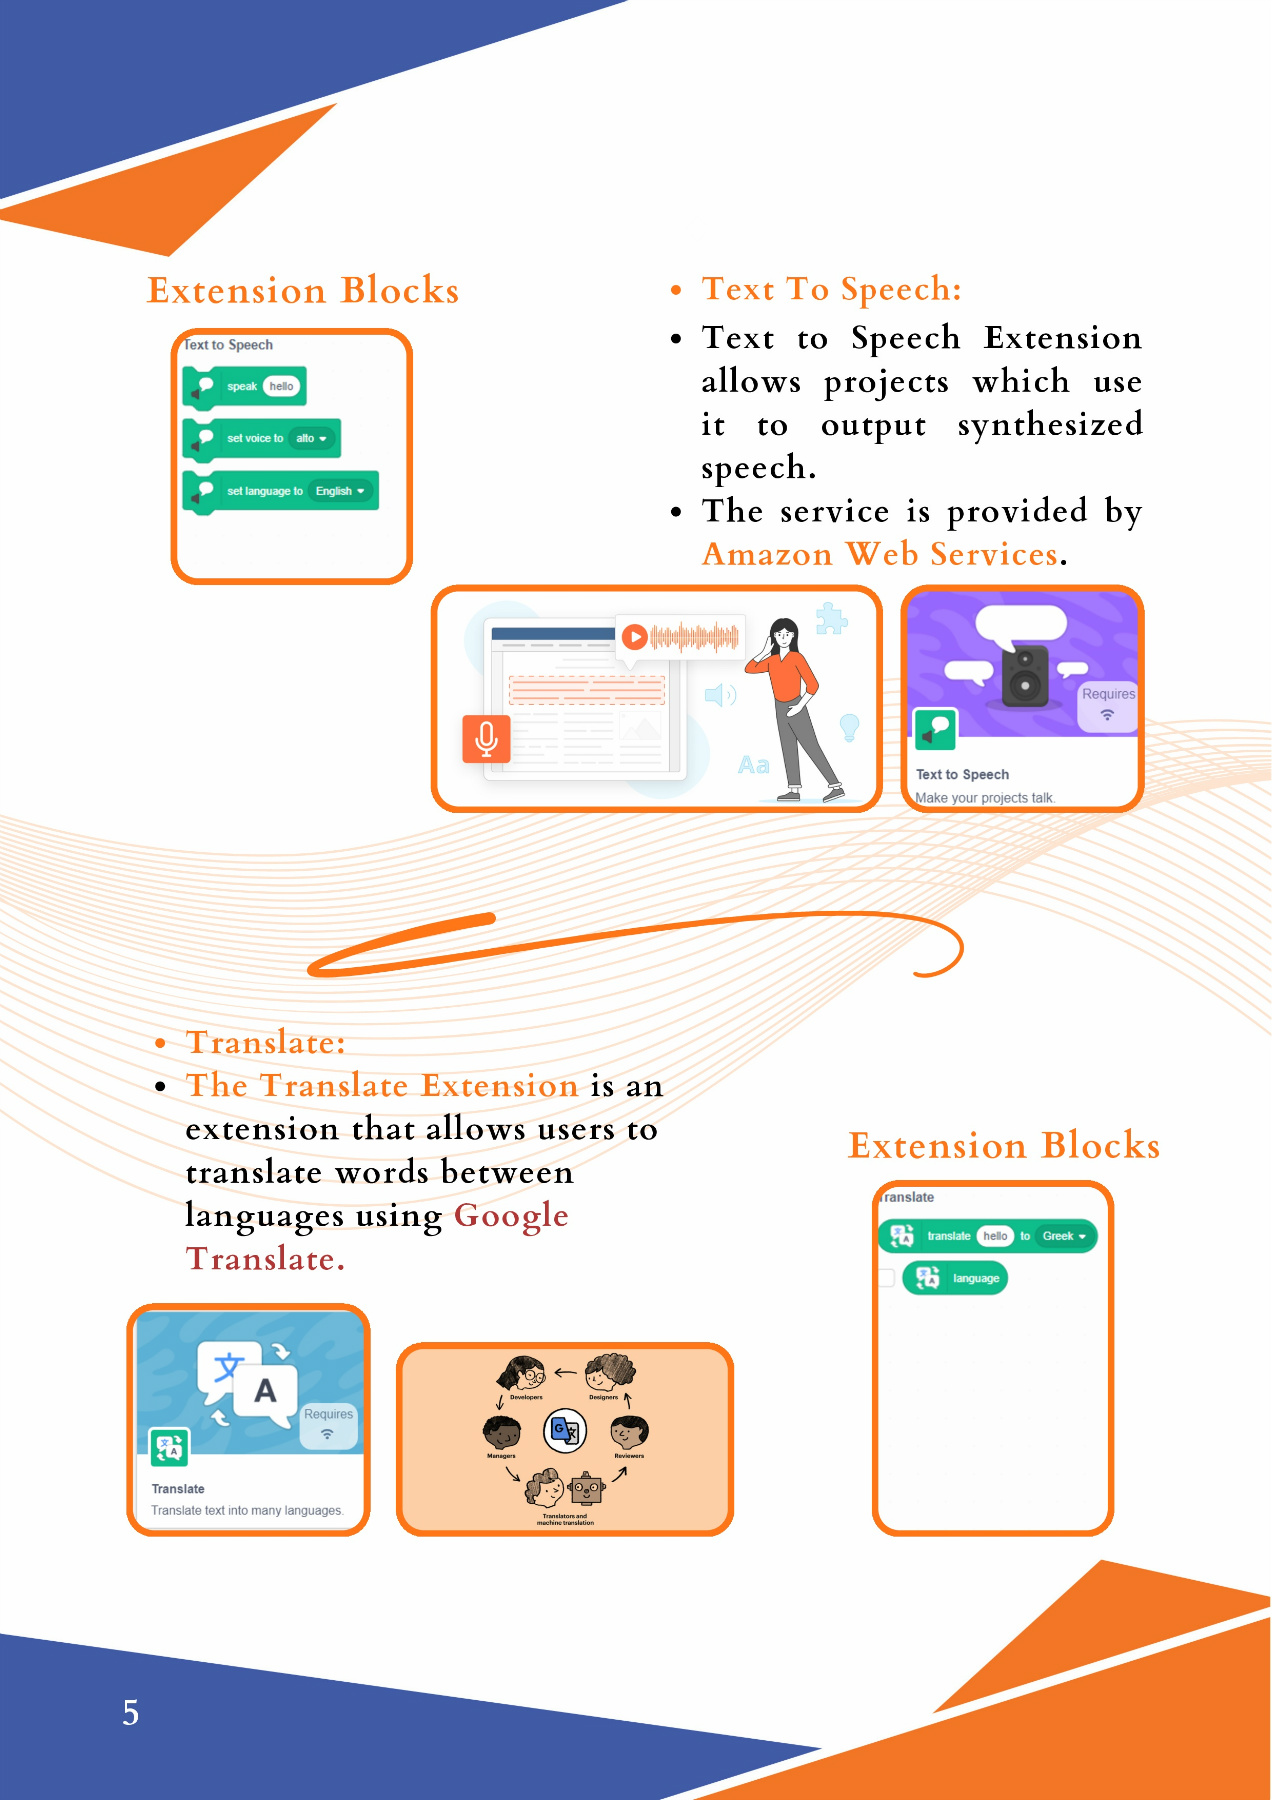 Extension Blocks
Text to Speech
speak hello
set voice to alto
set language to English
• Text To Speech:
• Text to Speech Extension
allows projects which use
it to output synthesized
speech.
• The service is provided by
Amazon Web Services.
Aa
Requires
Text to Speech
Make your projects talk.
• Translate:
• The Translate Extension is an
extension that allows users to
translate words between
languages using Google
Translate.
文
A
Requires
Translate
Translate text into many languages.
Developers
Designers
Managers
G 文
Reviewers
Translators and
machine translation
Extension Blocks
Translate
translate hello to Greek
language
5